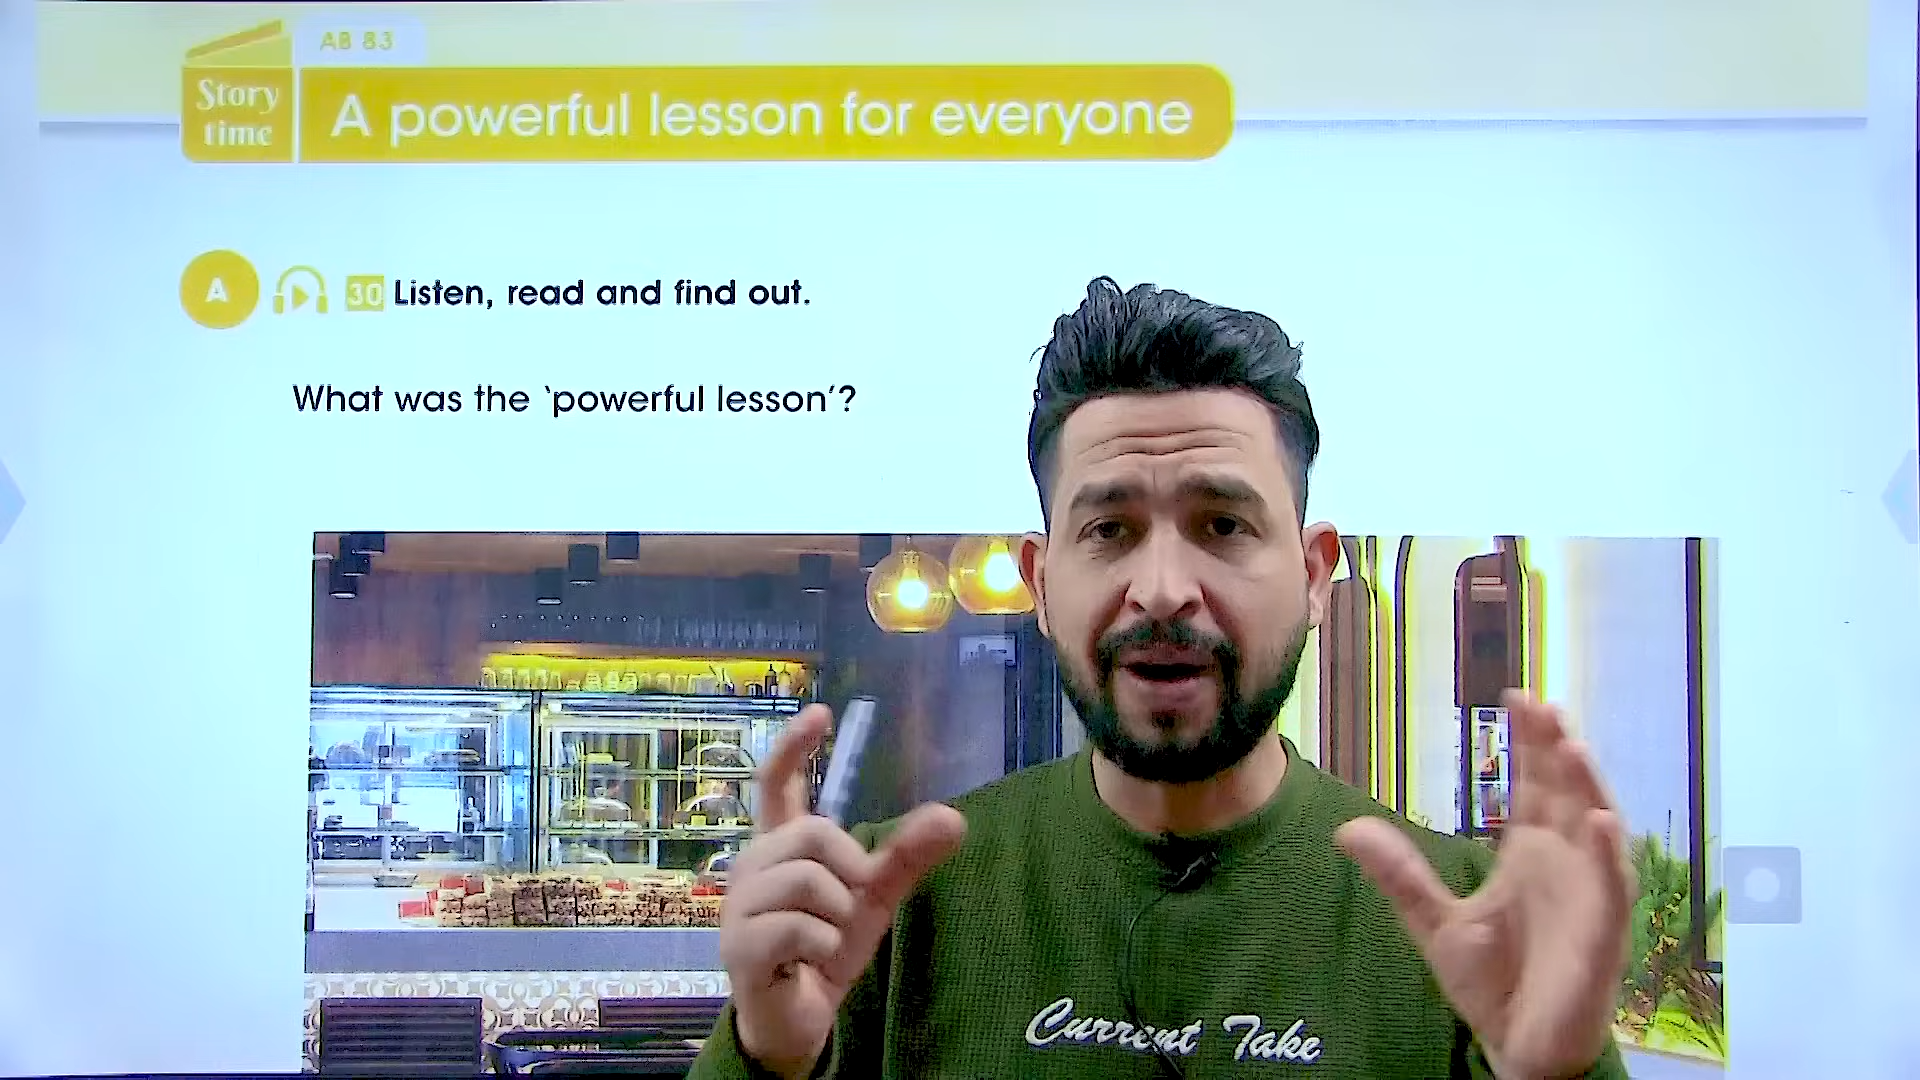 AB 83
Story
time
A powerful lesson for everyone
A
30 Listen, read and find out.
What was the ‘powerful lesson’?
Current Take